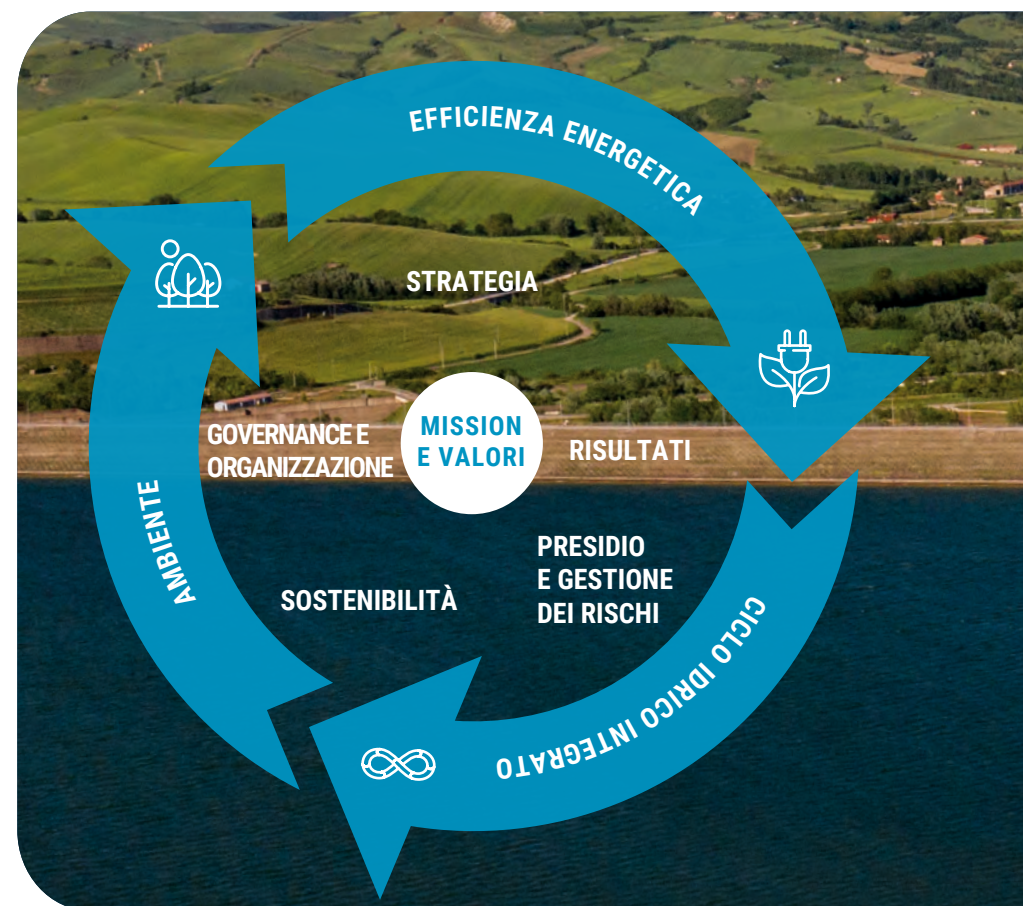 EFFICIENZA ENERGETICA
STRATEGIA
GOVERNANCE E
ORGANIZZAZIONE
MISSION
E VALORI
RISULTATI
PRESIDIO
E GESTIONE
DEI RISCHI
SOSTENIBILITÀ
AMBIENTE
CICLO IDRICO INTEGRATO